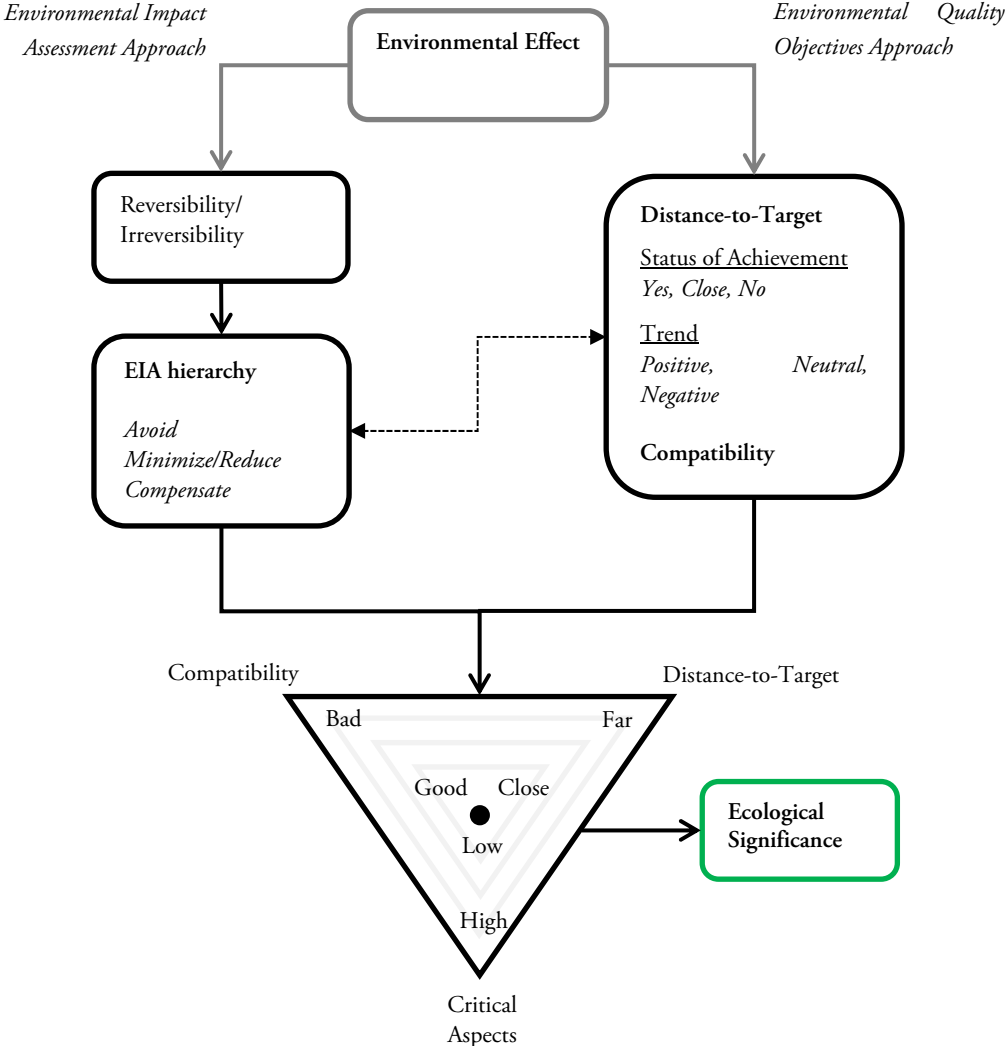 Environmental Impact
Assessment Approach
Environmental Effect
Environmental Quality
Objectives Approach
Reversibility/
Irreversibility
EIA hierarchy
Avoid
Minimize/Reduce
Compensate
Distance-to-Target
Status of Achievement
Yes, Close, No
Trend
Positive, Neutral,
Negative
Compatibility
Compatibility
Distance-to-Target
Bad
Far
Good
Close
Low
High
Critical
Aspects
Ecological
Significance